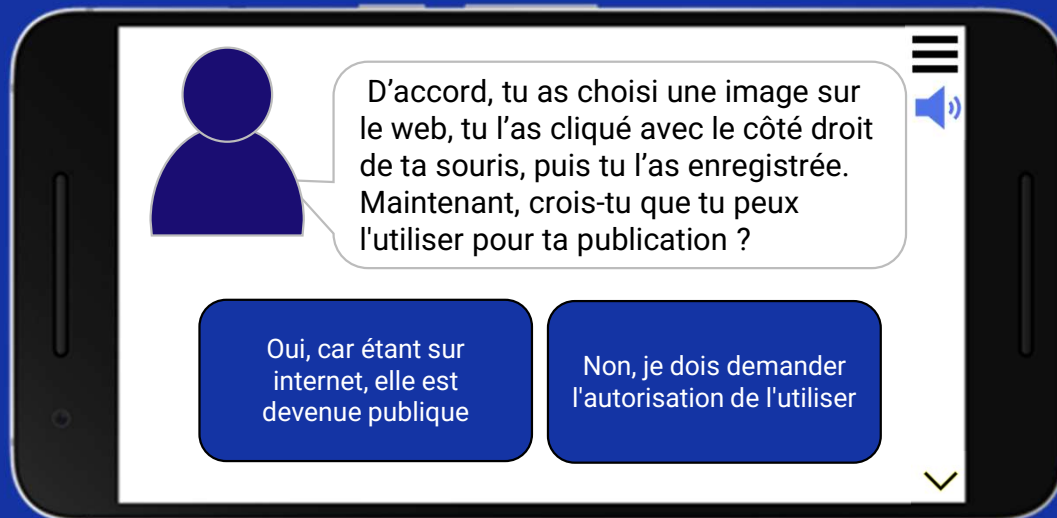 D’accord, tu as choisi une image sur
le web, tu l’as cliqué avec le côté droit
de ta souris, puis tu l’as enregistrée.
Maintenant, crois-tu que tu peux
l'utiliser pour ta publication ?
Oui, car étant sur
internet, elle est
devenue publique
Non, je dois demander
l'autorisation de l'utiliser